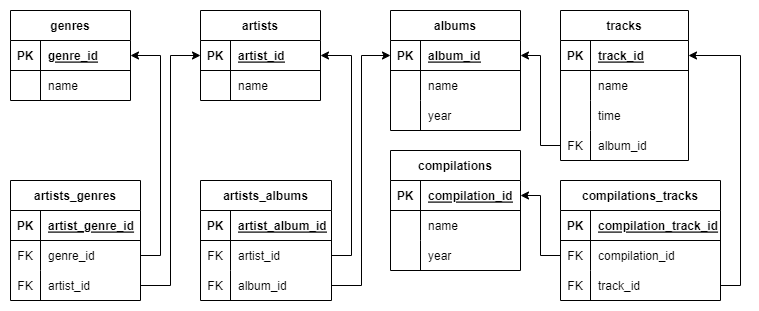 genres
PK genre_id
name
artists
PK artist_id
name
albums
PK album_id
name
year
tracks
PK track_id
name
time
FK album_id
artists_genres
PK artist_genre_id
FK genre_id
FK artist_id
artists_albums
PK artist_album_id
FK artist_id
FK album_id
compilations
PK compilation_id
name
year
compilations_tracks
PK compilation_track_id
FK compilation_id
FK track_id